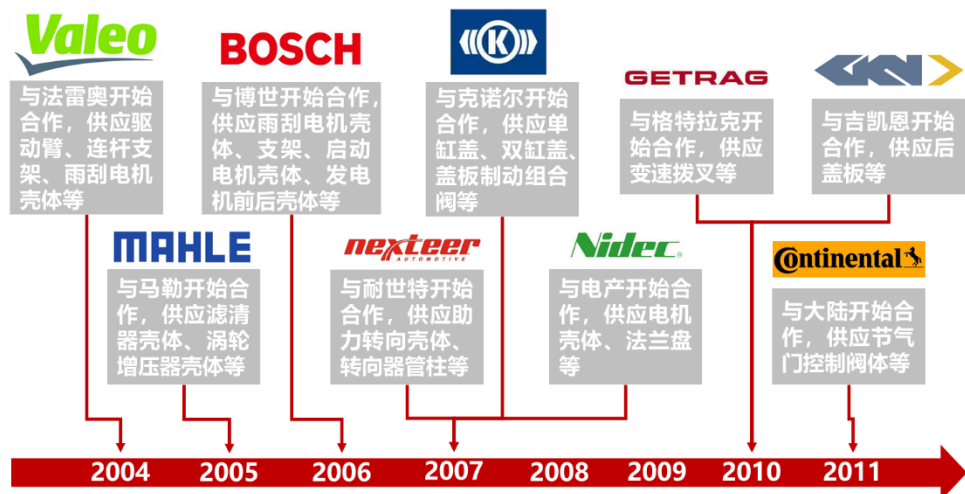 Valeo
与法雷奥开始
合作，供应驱
动臂、连杆支
架、雨刮电机
壳体等
BOSCH
与博世开始合作，
供应雨刮电机壳
体、支架、启动
电机壳体、发电
机前后壳体等
K
与克诺尔开始
合作，供应单
缸盖、双缸盖、
盖板制动组合
阀等
GETRAG
与格特拉克开
始合作，供应
变速拨叉等
GKN
与吉凯恩开始
合作，供应后
盖板等
MAHLE
与马勒开始合
作，供应滤清
器壳体、涡轮
增压器壳体等
nexteer
AUTOMOTIVE
与耐世特开始
合作，供应助
力转向壳体、
转向器管柱等
Nidec
与电产开始合
作，供应电机
壳体、法兰盘
等
Continental
与大陆开始合
作，供应节气
门控制阀体等
2004 2005 2006 2007 2008 2009 2010 2011